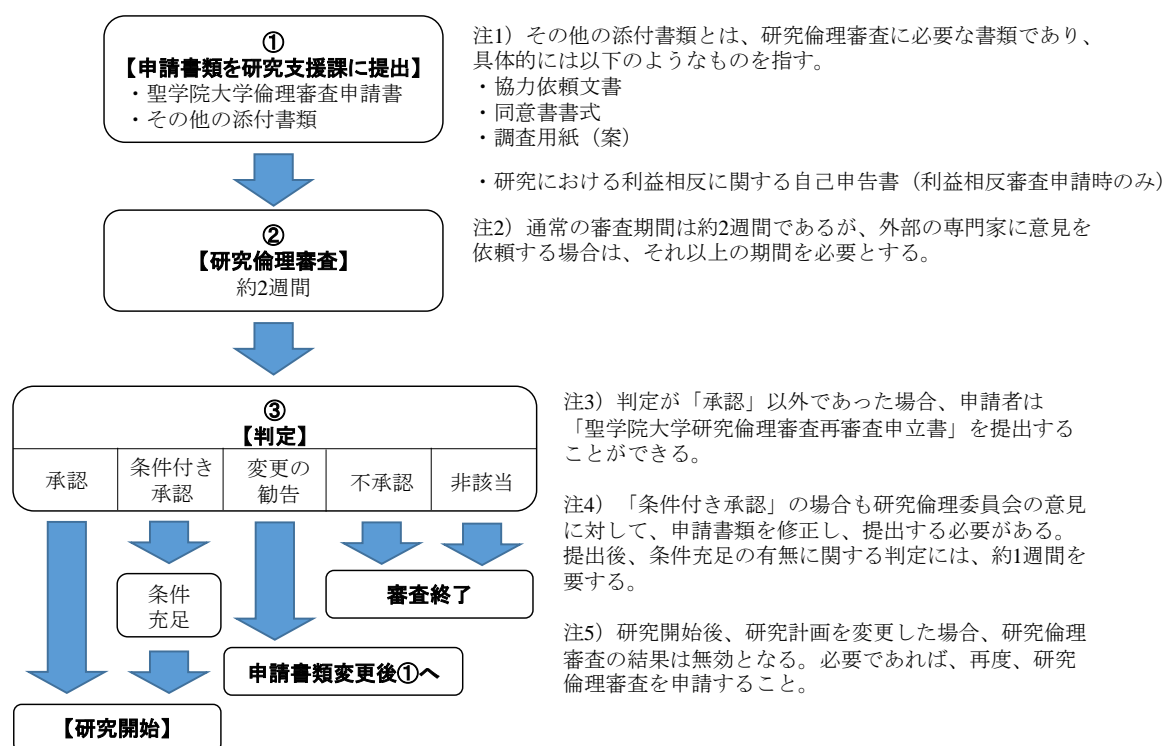 ①
【申請書類を研究支援課に提出】
・聖学院大学倫理審査申請書
・その他の添付書類
注1）その他の添付書類とは、研究倫理審査に必要な書類であり、
具体的には以下のようなものを指す。
・協力依頼文書
・同意書書式
・調査用紙（案）
・研究における利益相反に関する自己申告書（利益相反審査申請時のみ）
②
【研究倫理審査】
約2週間
注2）通常の審査期間は約2週間であるが、外部の専門家に意見を
依頼する場合は、それ以上の期間を必要とする。
③
【判定】
承認
条件付き
承認
変更の
勧告
不承認
非該当
条件
充足
審査終了
申請書類変更後①へ
【研究開始】
注3）判定が「承認」以外であった場合、申請者は
「聖学院大学研究倫理審査再審査申立書」を提出する
ことができる。
注4）「条件付き承認」の場合も研究倫理委員会の意見
に対して、申請書類を修正し、提出する必要がある。
提出後、条件充足の有無に関する判定には、約1週間を
要する。
注5）研究開始後、研究計画を変更した場合、研究倫理
審査の結果は無効となる。必要であれば、再度、研究
倫理審査を申請すること。